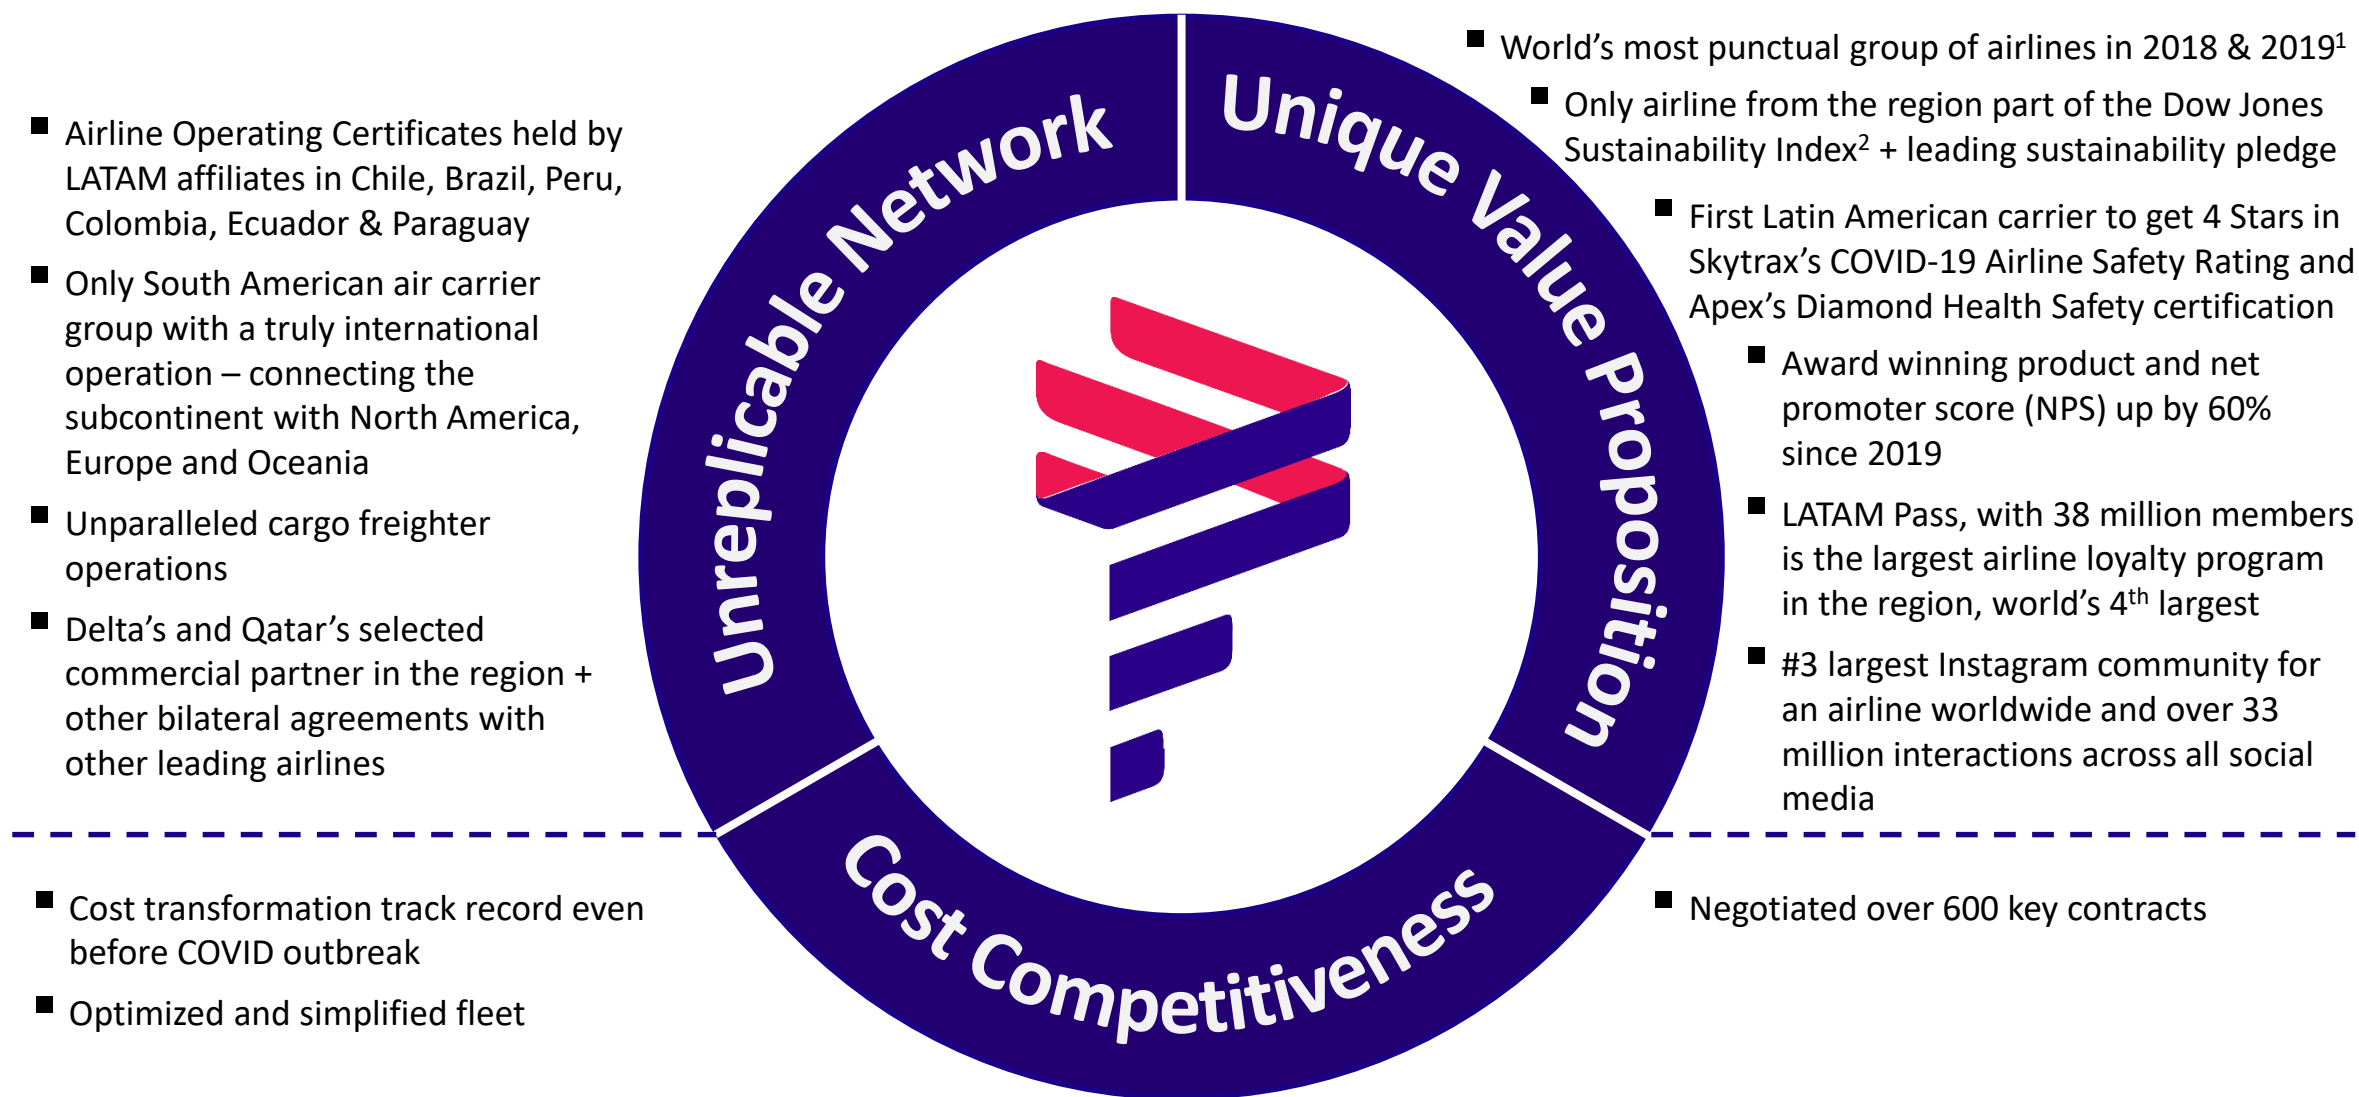 Unreplicable Network
■ Airline Operating Certificates held by
LATAM affiliates in Chile, Brazil, Peru,
Colombia, Ecuador & Paraguay
■ Only South American air carrier
group with a truly international
operation – connecting the
subcontinent with North America,
Europe and Oceania
■ Unparalleled cargo freighter
operations
■ Delta’s and Qatar’s selected
commercial partner in the region +
other bilateral agreements with
other leading airlines
Unique Value Proposition
■ World’s most punctual group of airlines in 2018 & 2019¹
■ Only airline from the region part of the Dow Jones
Sustainability Index² + leading sustainability pledge
■ First Latin American carrier to get 4 Stars in
Skytrax’s COVID-19 Airline Safety Rating and
Apex’s Diamond Health Safety certification
■ Award winning product and net
promoter score (NPS) up by 60%
since 2019
■ LATAM Pass, with 38 million members
is the largest airline loyalty program
in the region, world’s 4th largest
■ #3 largest Instagram community for
an airline worldwide and over 33
million interactions across all social
media
Cost Competitiveness
■ Cost transformation track record even
before COVID outbreak
■ Optimized and simplified fleet
■ Negotiated over 600 key contracts